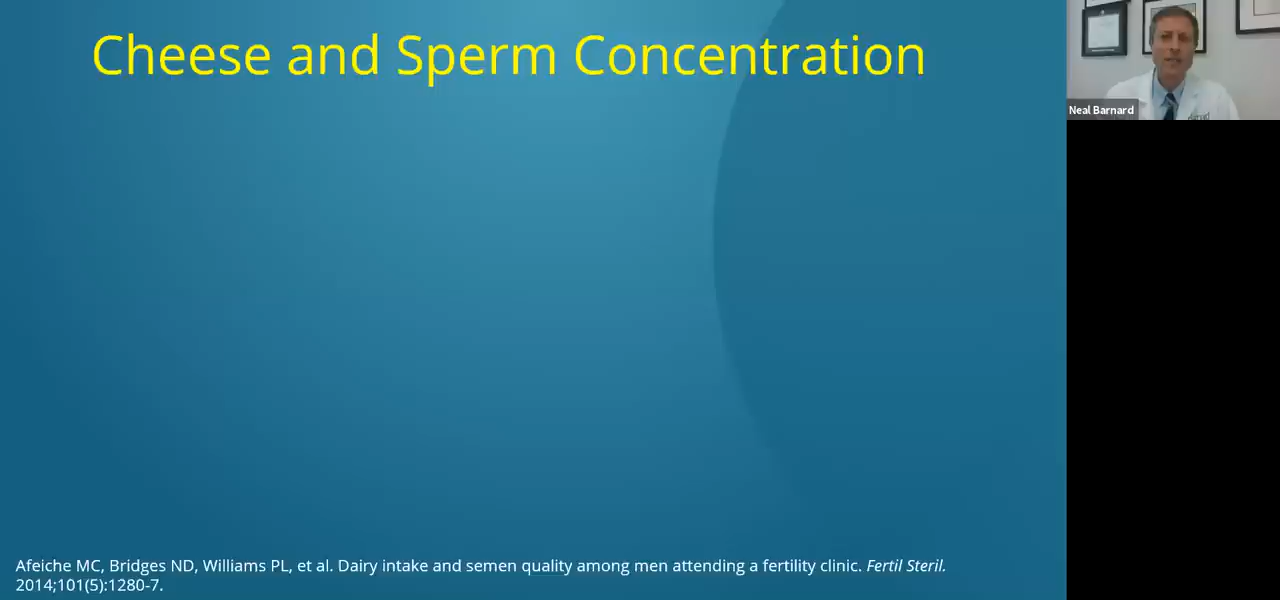 Cheese and Sperm Concentration
Neal Barnard
Afeiche MC, Bridges ND, Williams PL, et al. Dairy intake and semen quality among men attending a fertility clinic. Fertil Steril.
2014;101(5):1280-7.